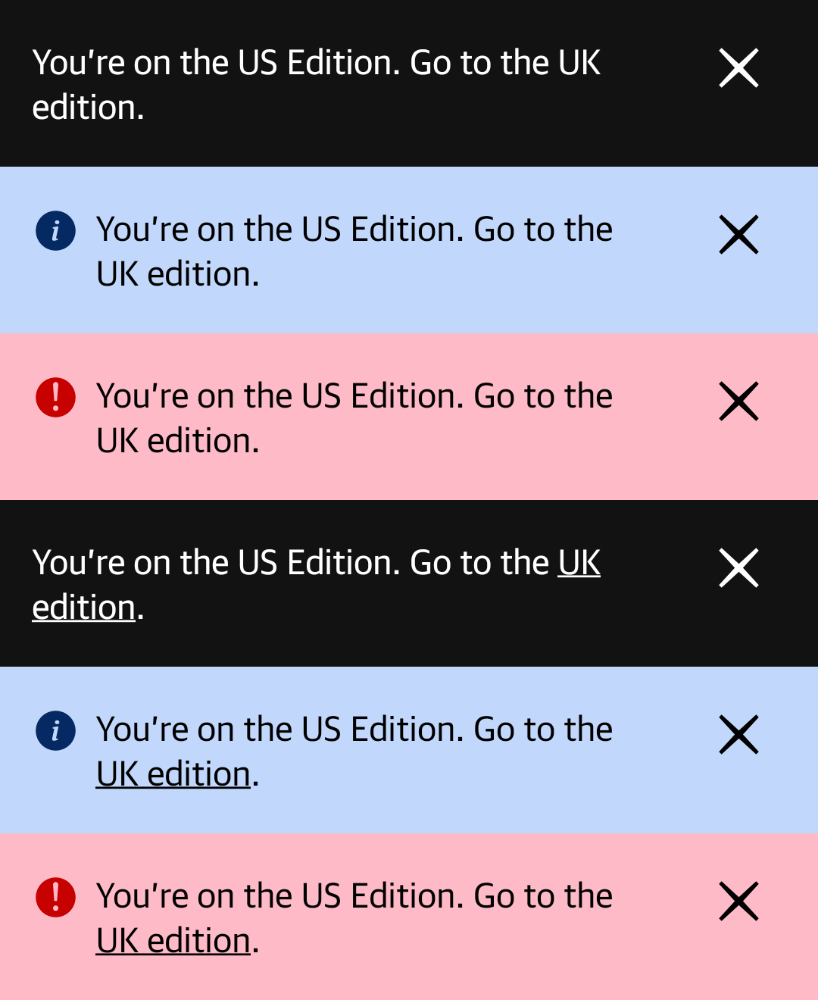 You're on the US Edition. Go to the UK
edition.
You're on the US Edition. Go to the
UK edition.
You're on the US Edition. Go to the
UK edition.
You're on the US Edition. Go to the UK
edition.
You're on the US Edition. Go to the
UK edition.
You're on the US Edition. Go to the
UK edition.